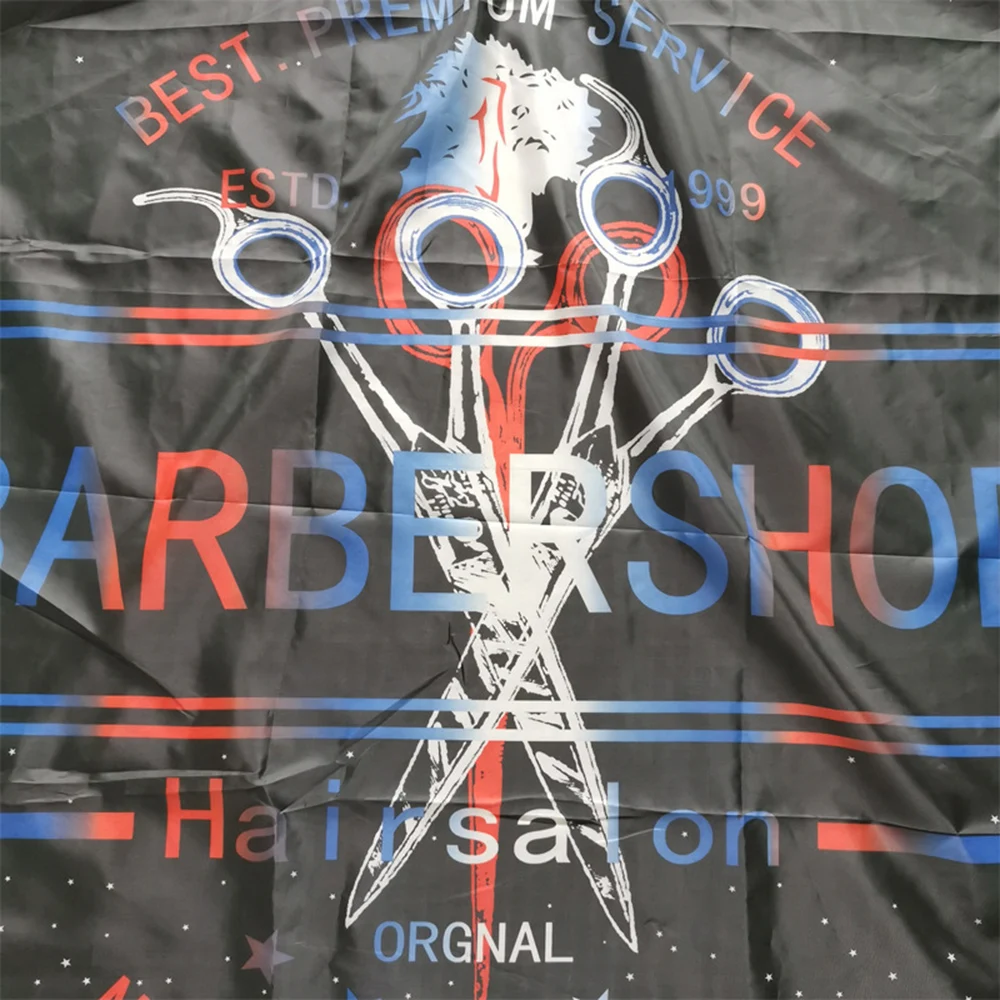 BEST..PREMIUM SERVICE
ESTD. 1999
BARBERSHOP
Hairsalon
ORGNAL